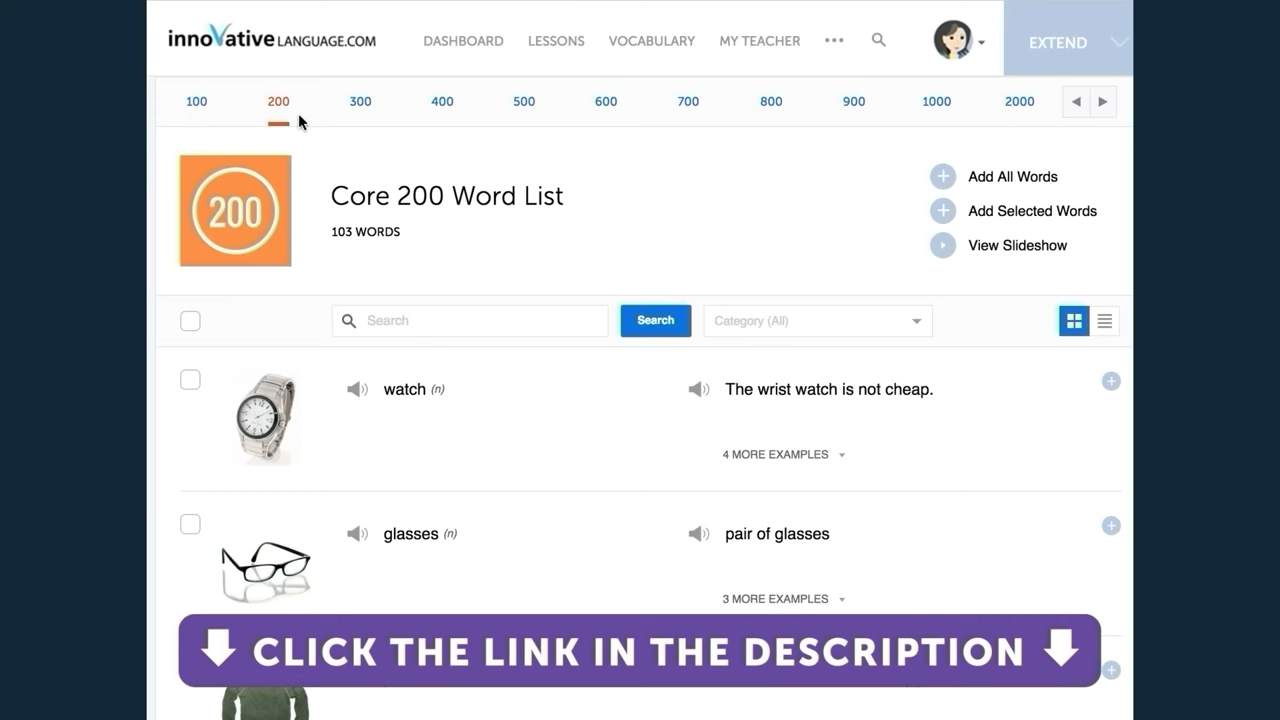 innoVative LANGUAGE.COM
DASHBOARD LESSONS VOCABULARY MY TEACHER ••• EXTEND
100 200 300 400 500 600 700 800 900 1000 2000
200
Core 200 Word List
103 WORDS
Add All Words
Add Selected Words
View Slideshow
Search Search Category (All)
watch (n) The wrist watch is not cheap.
4 MORE EXAMPLES
glasses (n) pair of glasses
3 MORE EXAMPLES
CLICK THE LINK IN THE DESCRIPTION